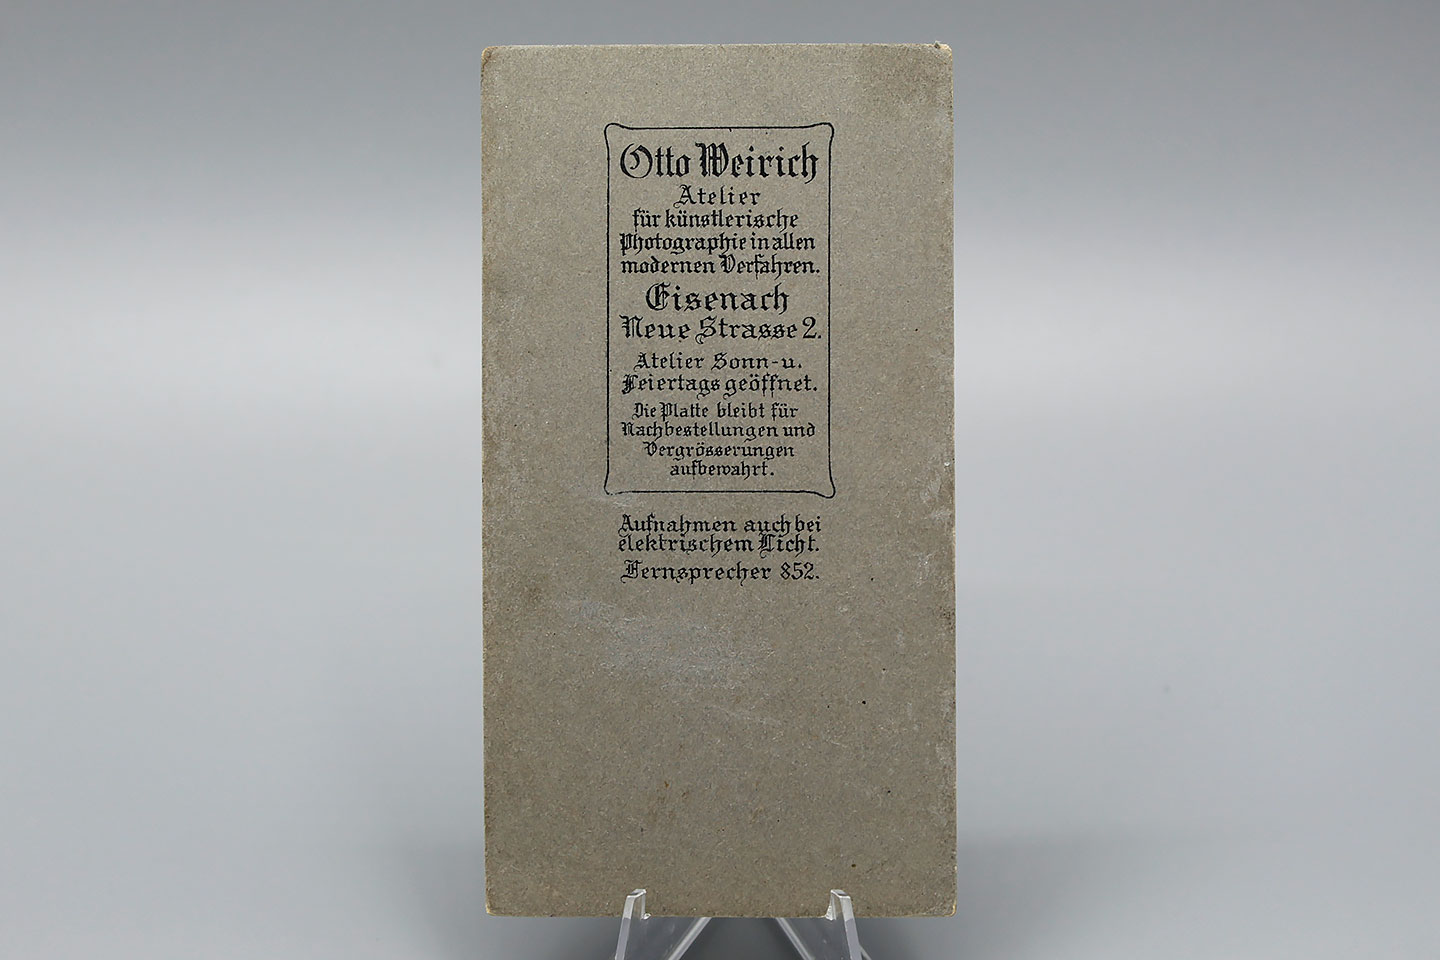 Otto Weirich
Atelier
für künstlerische
Photographie in allen
modernen Verfahren.
Eisenach
Neue Strasse 2.
Atelier Sonn- u.
Feiertags geöffnet.
Die Platte bleibt für
Nachbestellungen und
Vergrösserungen
aufbewahrt.
Aufnahmen auch bei
elektrischem Licht.
Fernsprecher 852.